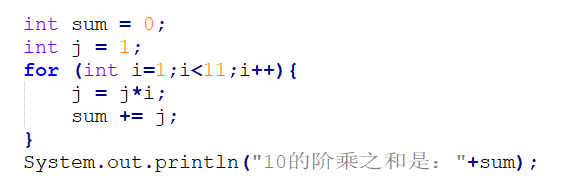 int sum = 0;
int j = 1;
for (int i=1;i<11;i++){
j = j*i;
sum += j;
}
System.out.println("10的阶乘之和是："+sum);